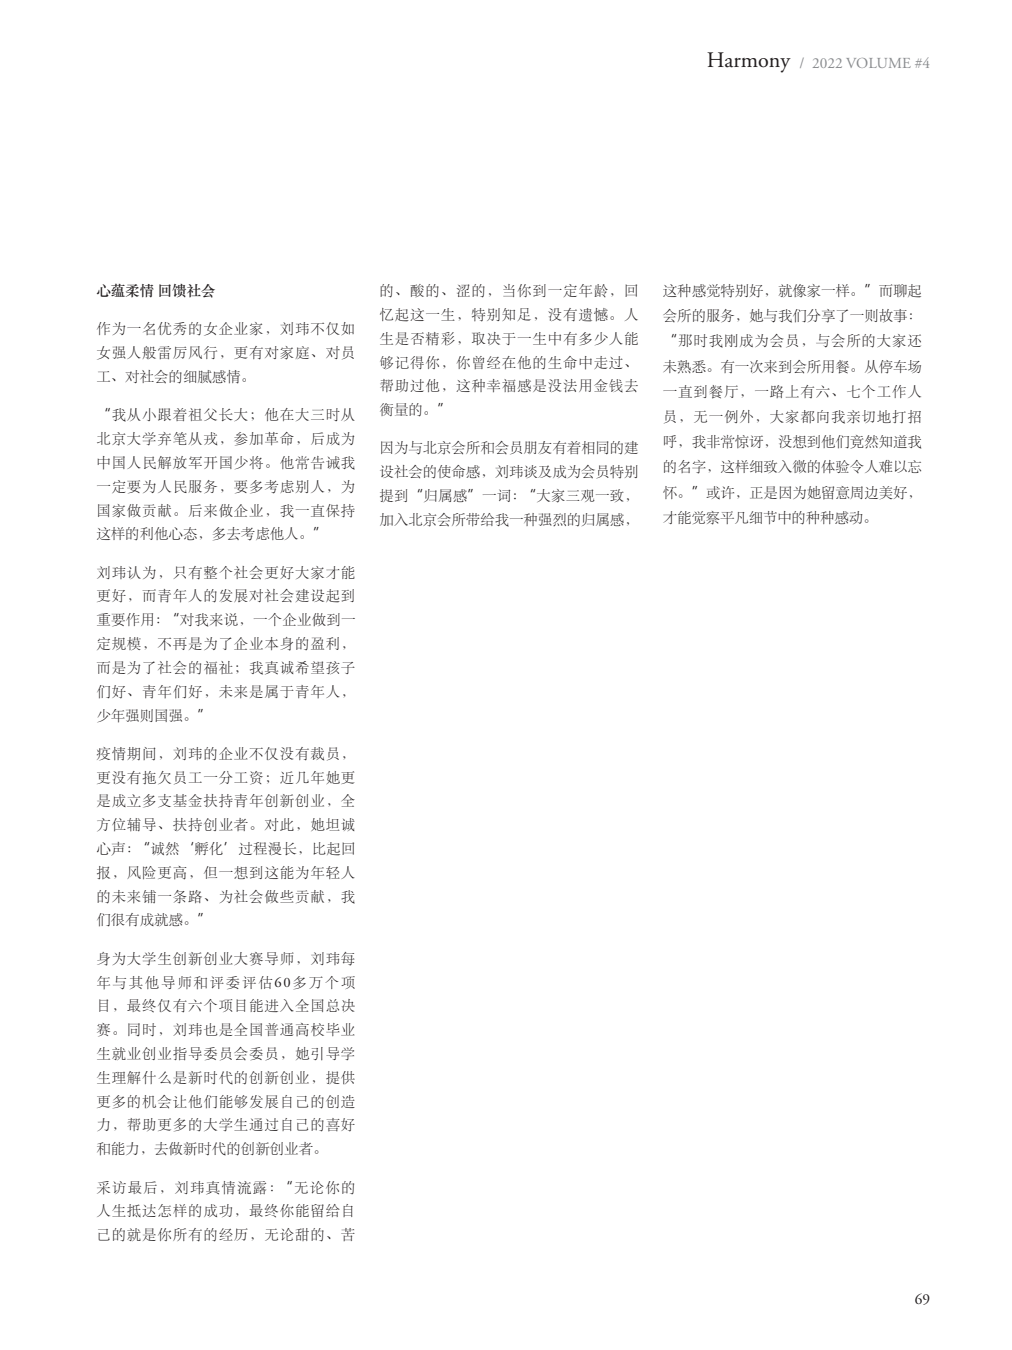 Harmony / 2022 VOLUME #4
心蕴柔情 回馈社会
作为一名优秀的女企业家，刘玮不仅如
女强人般雷厉风行，更有对家庭、对员
工、对社会的细腻感情。
“我从小跟着祖父长大；他在大三时从
北京大学弃笔从戎，参加革命，后成为
中国人民解放军开国少将。他常告诫我
一定要为人民服务，要多考虑别人，为
国家做贡献。后来做企业，我一直保持
这样的利他心态，多去考虑他人。”
刘玮认为，只有整个社会更好大家才能
更好，而青年人的发展对社会建设起到
重要作用：“对我来说，一个企业做到一
定规模，不再是为了企业本身的盈利，
而是为了社会的福祉；我真诚希望孩子
们好、青年们好，未来是属于青年人，
少年强则国强。”
疫情期间，刘玮的企业不仅没有裁员，
更没有拖欠员工一分工资；近几年她更
是成立多支基金扶持青年创新创业，全
方位辅导、扶持创业者。对此，她坦诚
心声：“诚然‘孵化’过程漫长，比起回
报，风险更高，但一想到这能为年轻人
的未来铺一条路、为社会做些贡献，我
们很有成就感。”
身为大学生创新创业大赛导师，刘玮每
年与其他导师和评委评估60多万个项
目，最终仅有六个项目能进入全国总决
赛。同时，刘玮也是全国普通高校毕业
生就业创业指导委员会委员，她引导学
生理解什么是新时代的创新创业，提供
更多的机会让他们能够发展自己的创造
力，帮助更多的大学生通过自己的喜好
和能力，去做新时代的创新创业者。
采访最后，刘玮真情流露：“无论你的
人生抵达怎样的成功，最终你能留给自
己的就是你所有的经历，无论甜的、苦
的、酸的、涩的，当你到一定年龄，回
忆起这一生，特别知足，没有遗憾。人
生是否精彩，取决于一生中有多少人能
够记得你，你曾经在他的生命中走过、
帮助过他，这种幸福感是没法用金钱去
衡量的。”
因为与北京会所和会员朋友有着相同的建
设社会的使命感，刘玮谈及成为会员特别
提到“归属感”一词：“大家三观一致，
加入北京会所带给我一种强烈的归属感，
这种感觉特别好，就像家一样。”而聊起
会所的服务，她与我们分享了一则故事：
“那时我刚成为会员，与会所的大家还
未熟悉。有一次来到会所用餐。从停车场
一直到餐厅，一路上有六、七个工作人
员，无一例外，大家都向我亲切地打招
呼，我非常惊讶，没想到他们竟然知道我
的名字，这样细致入微的体验令人难以忘
怀。”或许，正是因为她留意周边美好，
才能觉察平凡细节中的种种感动。
69